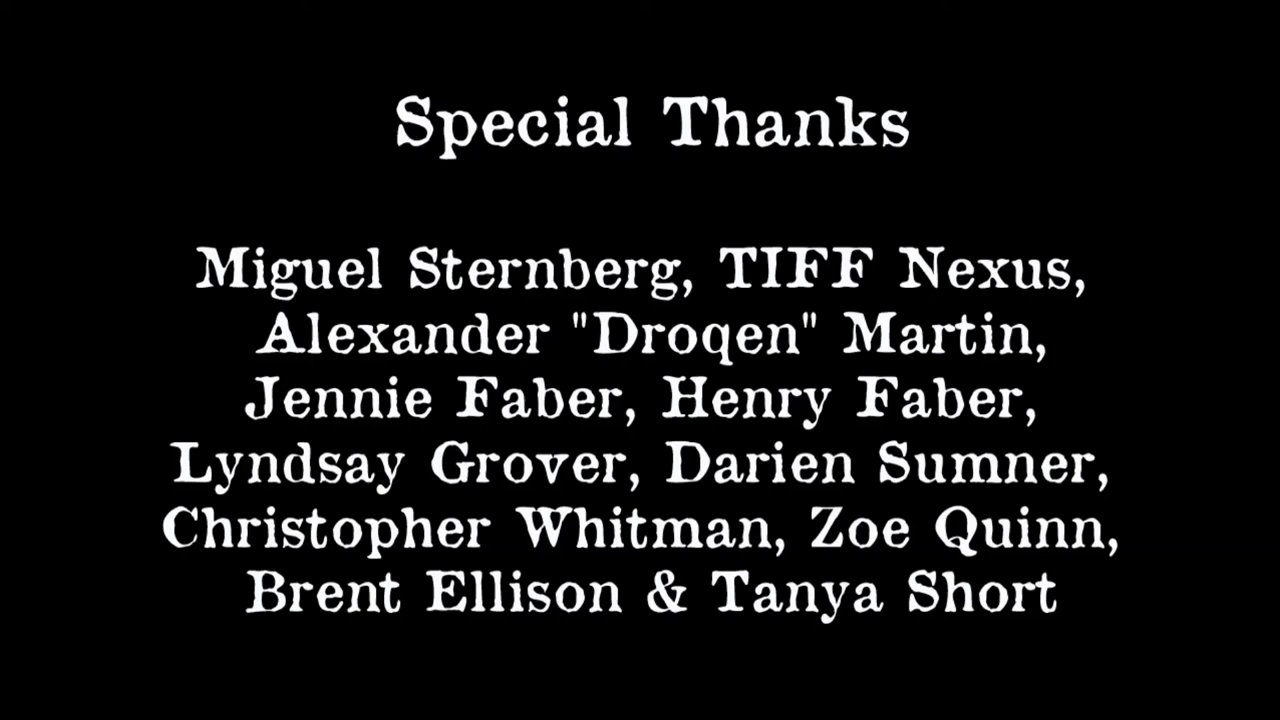 Special Thanks
Miguel Sternberg, TIFF Nexus,
Alexander "Droqen" Martin,
Jennie Faber, Henry Faber,
Lyndsay Grover, Darien Sumner,
Christopher Whitman, Zoe Quinn,
Brent Ellison & Tanya Short